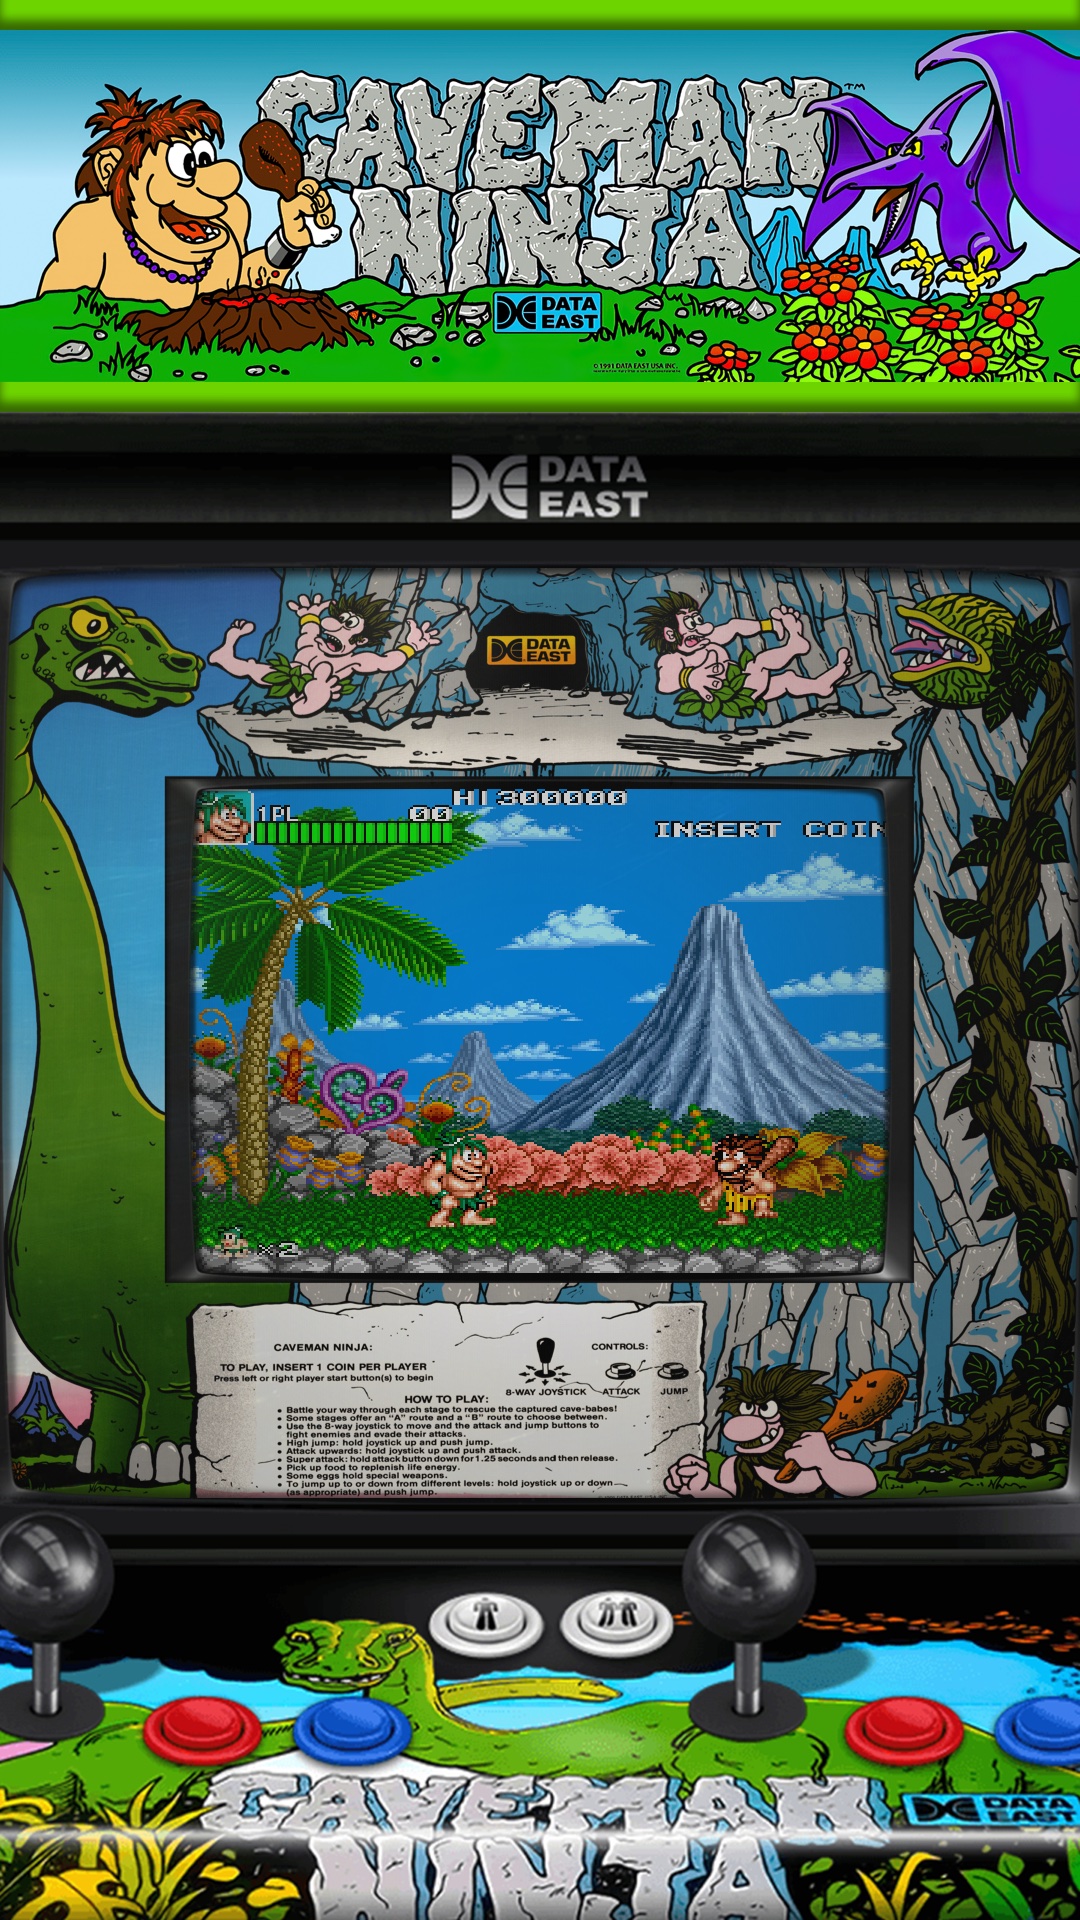 CAVEMAN
NINJA
TM
DATA
EAST
© 1991 DATA EAST USA INC.
DATA
EAST
DATA
EAST
HI 300000
1PL 00
INSERT COIN
×2
CAVEMAN NINJA:
TO PLAY, INSERT 1 COIN PER PLAYER
Press left or right player start button(s) to begin
CONTROLS:
8-WAY JOYSTICK ATTACK JUMP
HOW TO PLAY:
• Battle your way through each stage to rescue the captured cave-babes!
• Some stages offer an "A" route and a "B" route to choose between.
• Use the 8-way joystick to move and the attack and jump buttons to
fight enemies and evade their attacks.
• High jump: hold joystick up and push jump.
• Attack upwards: hold joystick up and push attack.
• Super attack: hold attack button down for 1.25 seconds and then release.
• Pick up food to replenish life energy.
• Some eggs hold special weapons.
• To jump up to or down from different levels: hold joystick up or down
(as appropriate) and push jump.
CAVEMAN
NINJA
DATA
EAST